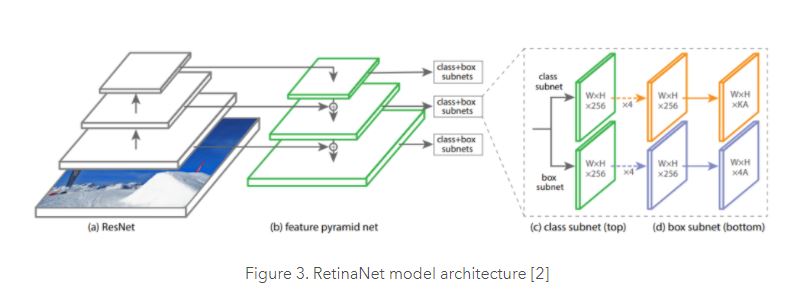 class+box
subnets
class+box
subnets
class+box
subnets
class
subnet
W×H
×256
×4
W×H
×256
W×H
×KA
box
subnet
W×H
×256
×4
W×H
×256
W×H
×4A
(a) ResNet
(b) feature pyramid net
(c) class subnet (top)
(d) box subnet (bottom)
Figure 3. RetinaNet model architecture [2]